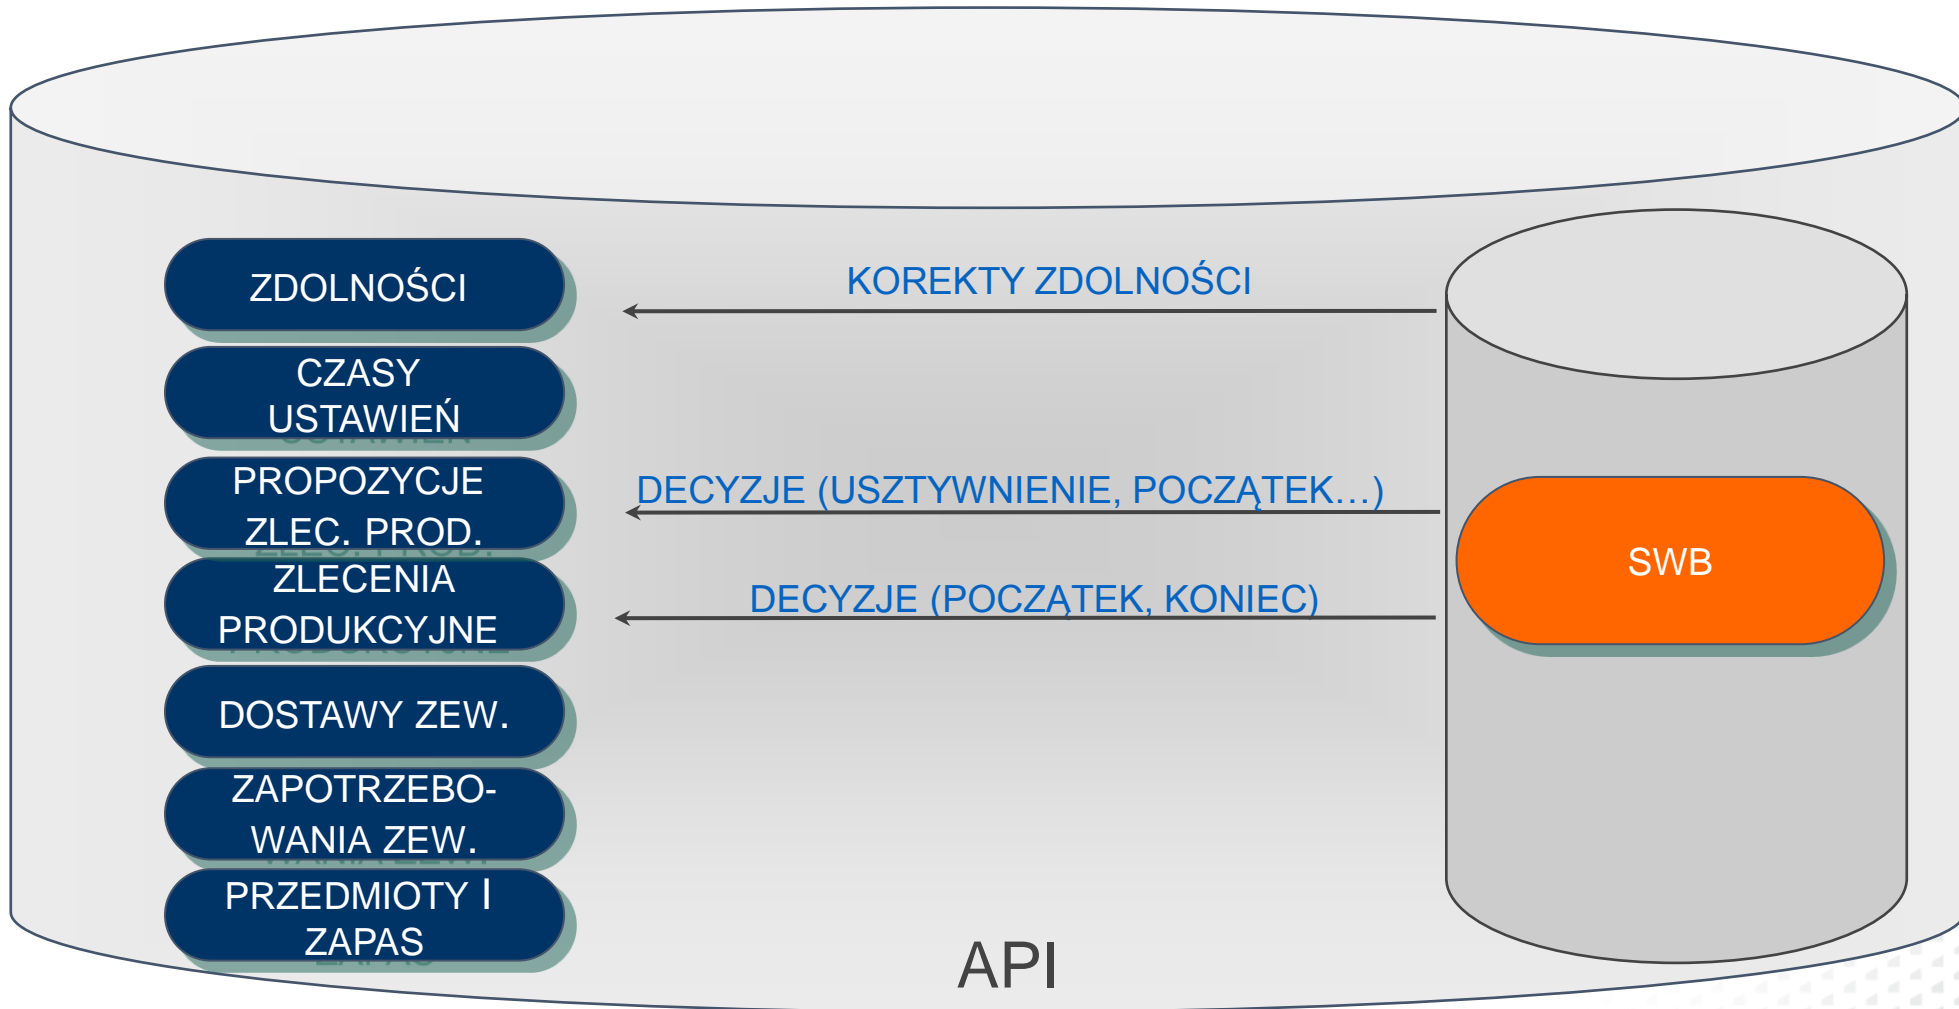 ZDOLNOŚCI
KOREKTY ZDOLNOŚCI
CZASY
USTAWIEŃ
PROPOZYCJE
ZLEC. PROD.
DECYZJE (USZTYWNIENIE, POCZĄTEK...)
SWB
ZLECENIA
PRODUKCYJNE
DECYZJE (POCZĄTEK, KONIEC)
DOSTAWY ZEW.
ZAPOTRZEBO-
WANIA ZEW.
PRZEDMIOTY I
ZAPAS
API